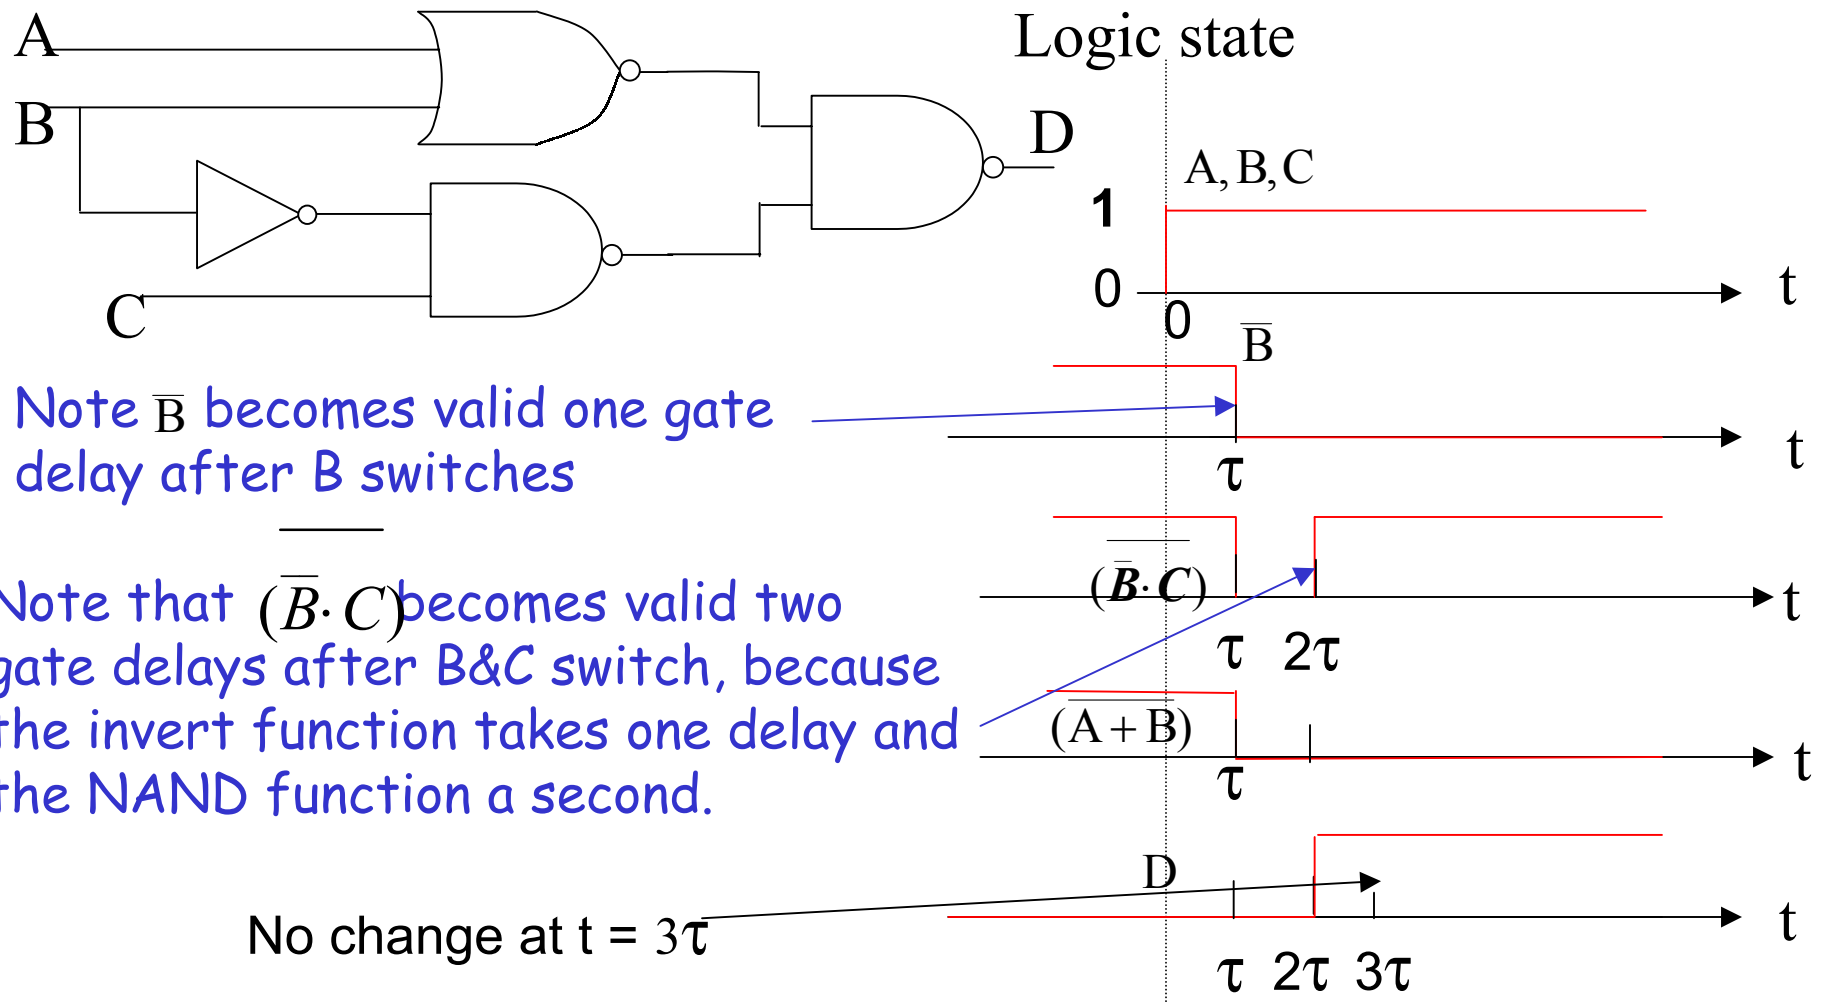 A
B
C
D
Logic state
A, B, C
1
0
0
t
B̅
t
τ
Note B̅ becomes valid one gate
delay after B switches
(B̅·C)̅
t
τ 2τ
Note that (B̅·C)̅ becomes valid two
gate delays after B&C switch, because
the invert function takes one delay and
the NAND function a second.
(A̅ ̅+̅ ̅B̅)
t
τ
D
t
τ 2τ 3τ
No change at t = 3τ